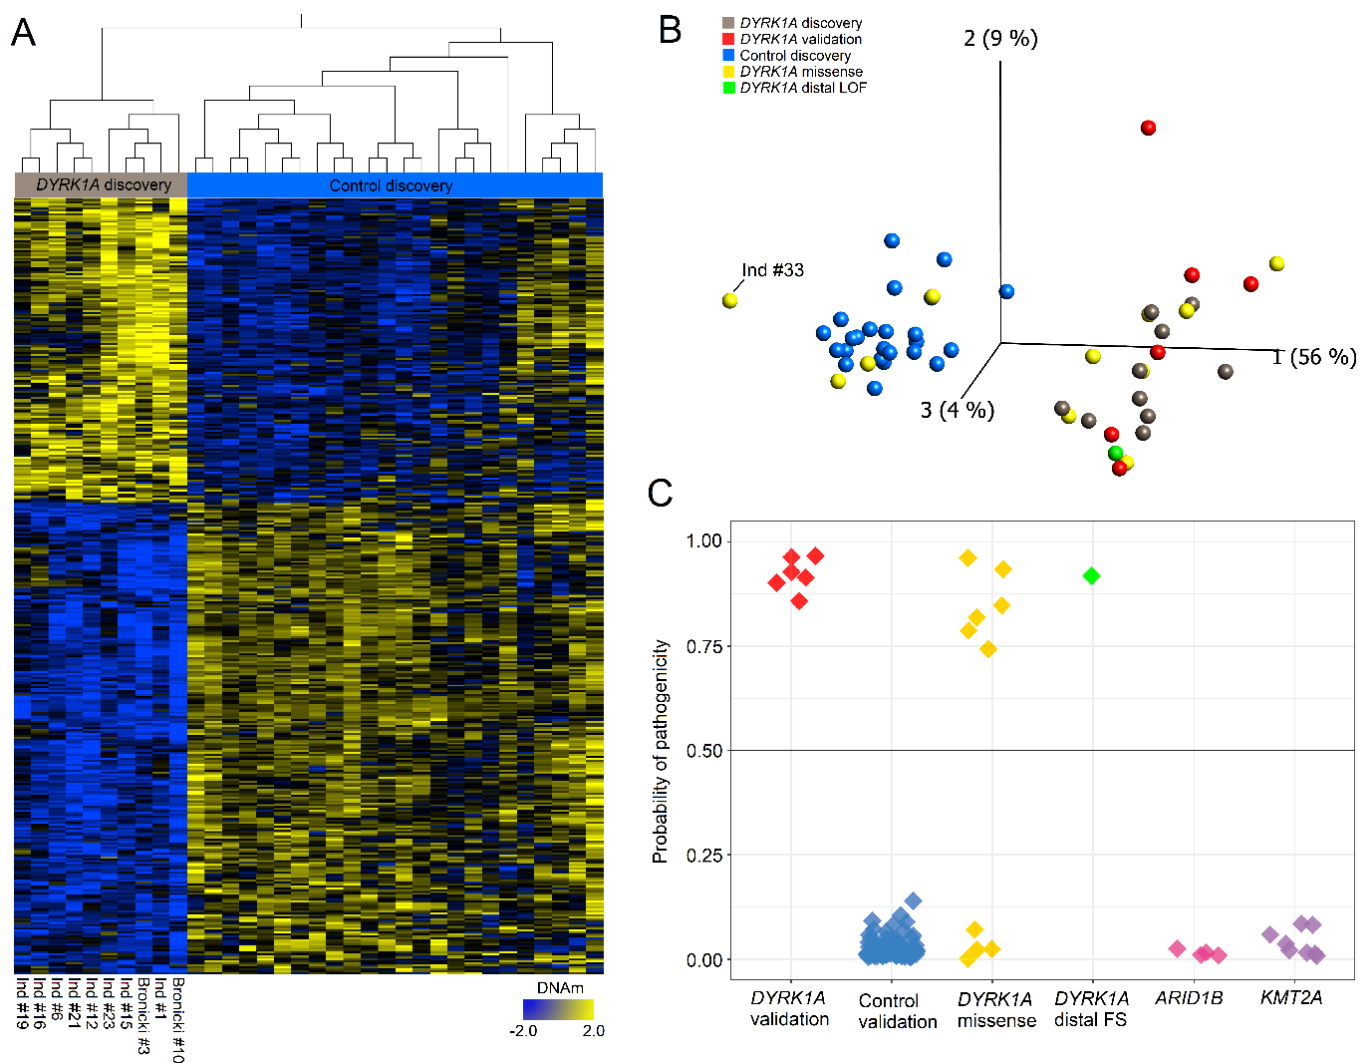 A
DYRK1A discovery
Control discovery
Ind #19
Ind #16
Ind #6
Ind #21
Ind #12
Ind #23
Ind #15
Bronicki #3
Ind #1
Bronicki #10
DNAm
-2.0
2.0
B
DYRK1A discovery
DYRK1A validation
Control discovery
DYRK1A missense
DYRK1A distal LOF
2 (9 %)
Ind #33
1 (56 %)
3 (4 %)
C
Probability of pathogenicity
1.00
0.75
0.50
0.25
0.00
DYRK1A
validation
Control
validation
DYRK1A
missense
DYRK1A
distal FS
ARID1B
KMT2A